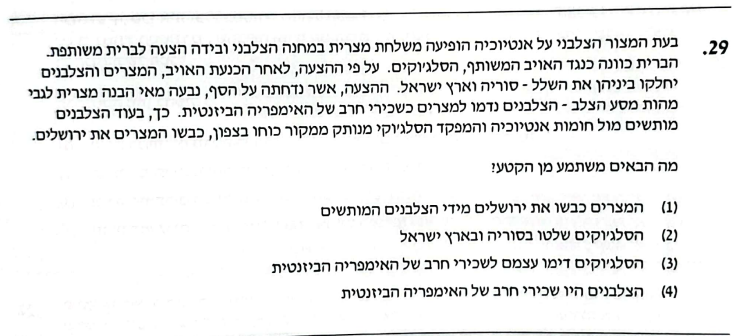 29. בעת המצור הצלבני על אנטיוכיה הופיעה משלחת מצרית במחנה הצלבני ובידה הצעה לברית משותפת.
הברית כוונה כנגד האויב המשותף, הסלג'וקים. על פי ההצעה, לאחר הכנעת האויב, המצרים והצלבנים
יחלקו ביניהן את השלל - סוריה וארץ ישראל. ההצעה, אשר נדחתה על הסף, נבעה מאי הבנה מצרית לגבי
מהות מסע הצלב - הצלבנים נדמו למצרים כשכירי חרב של האימפריה הביזנטית. כך, בעוד הצלבנים
מותשים מול חומות אנטיוכיה והמפקד הסלג'וקי מנותק ממקור כוחו בצפון, כבשו המצרים את ירושלים.
מה הבאים משתמע מן הקטע?
(1) המצרים כבשו את ירושלים מידי הצלבנים המותשים
(2) הסלג'וקים שלטו בסוריה ובארץ ישראל
(3) הסלג'וקים דימו עצמם לשכירי חרב של האימפריה הביזנטית
(4) הצלבנים היו שכירי חרב של האימפריה הביזנטית